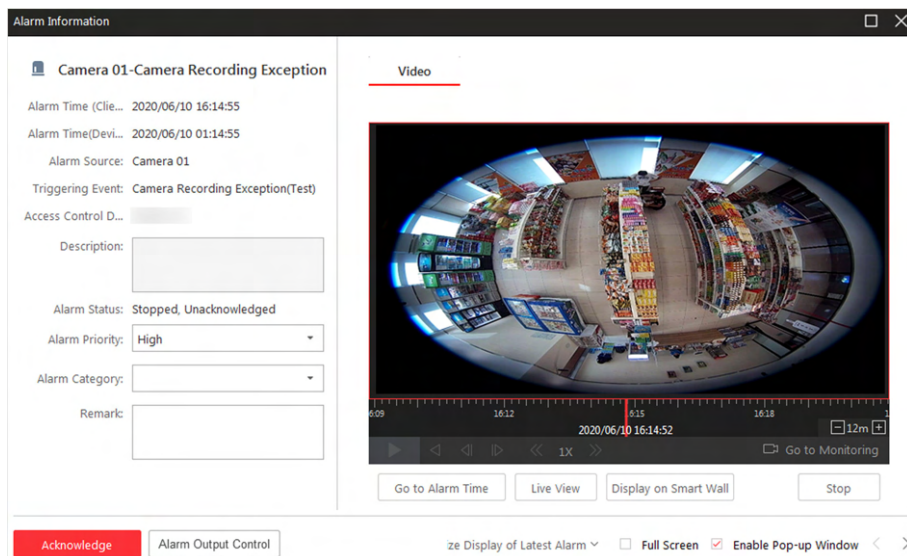 Alarm Information
Camera 01-Camera Recording Exception
Alarm Time (Clie... 2020/06/10 16:14:55
Alarm Time(Devi... 2020/06/10 01:14:55
Alarm Source: Camera 01
Triggering Event: Camera Recording Exception(Test)
Access Control D...
Description:
Alarm Status: Stopped, Unacknowledged
Alarm Priority: High
Alarm Category:
Remark:
Video
6:09 16:12 16:15 16:18 1
2020/06/10 16:14:52
12m
1X
Go to Monitoring
Go to Alarm Time Live View Display on Smart Wall Stop
Acknowledge Alarm Output Control ze Display of Latest Alarm Full Screen Enable Pop-up Window